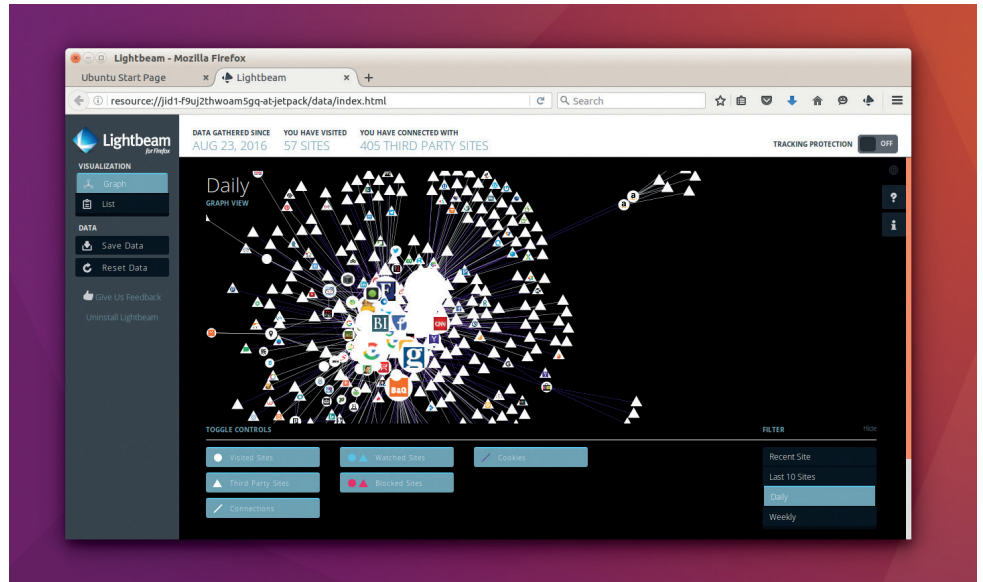 Lightbeam - Mozilla Firefox
Ubuntu Start Page × Lightbeam × +
resource://jid1-f9uj2thwoam5gq-at-jetpack/data/index.html Search
Lightbeam
for Firefox
DATA GATHERED SINCE YOU HAVE VISITED YOU HAVE CONNECTED WITH
AUG 23, 2016 57 SITES 405 THIRD PARTY SITES
TRACKING PROTECTION OFF
VISUALIZATION
Graph
List
DATA
Save Data
Reset Data
Give Us Feedback
Uninstall Lightbeam
Daily
GRAPH VIEW
a
a
F
BI
f
CNN
Y
g
B&Q
?
i
TOGGLE CONTROLS
Visited Sites Watched Sites Cookies
Third Party Sites Blocked Sites
Connections
FILTER Hide
Recent Site
Last 10 Sites
Daily
Weekly